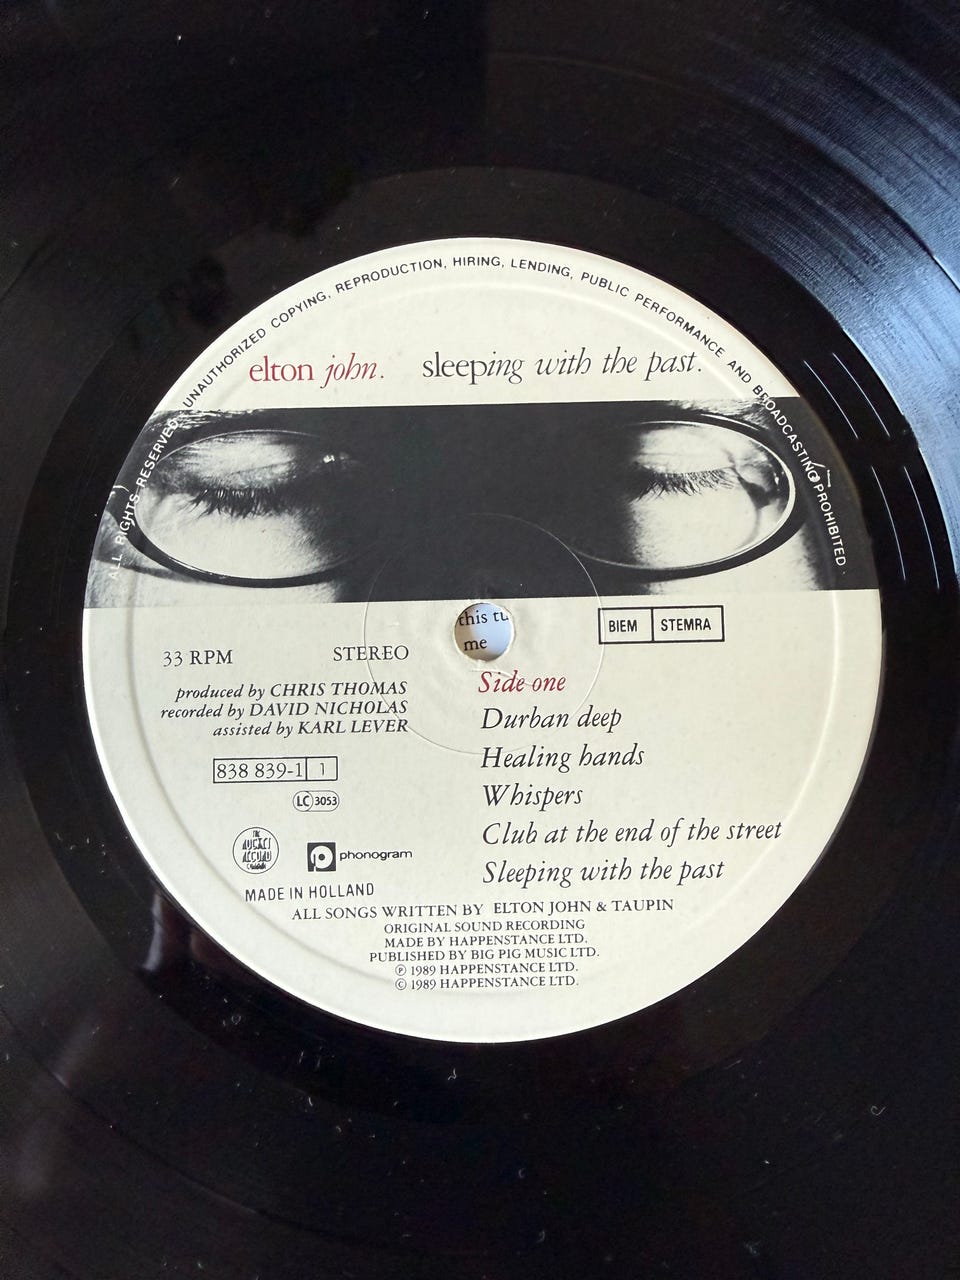 ALL RIGHTS RESERVED. UNAUTHORIZED COPYING, REPRODUCTION, HIRING, LENDING, PUBLIC PERFORMANCE AND BROADCASTING PROHIBITED
elton john. sleeping with the past.
this tu
me
BIEM STEMRA
33 RPM STEREO
produced by CHRIS THOMAS
recorded by DAVID NICHOLAS
assisted by KARL LEVER
838 839-1 1
LC 3053
phonogram
MADE IN HOLLAND
Side one
Durban deep
Healing hands
Whispers
Club at the end of the street
Sleeping with the past
ALL SONGS WRITTEN BY ELTON JOHN & TAUPIN
ORIGINAL SOUND RECORDING
MADE BY HAPPENSTANCE LTD.
PUBLISHED BY BIG PIG MUSIC LTD.
℗ 1989 HAPPENSTANCE LTD.
© 1989 HAPPENSTANCE LTD.